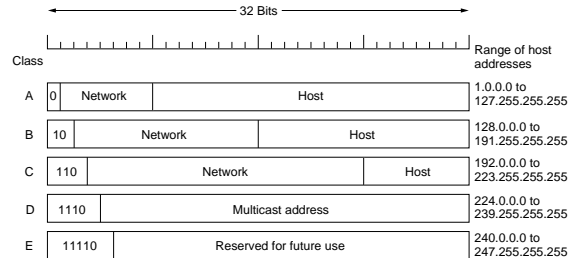 32 Bits
Range of host
addresses
Class
A 0 Network Host 1.0.0.0 to
127.255.255.255
B 10 Network Host 128.0.0.0 to
191.255.255.255
C 110 Network Host 192.0.0.0 to
223.255.255.255
D 1110 Multicast address 224.0.0.0 to
239.255.255.255
E 11110 Reserved for future use 240.0.0.0 to
247.255.255.255